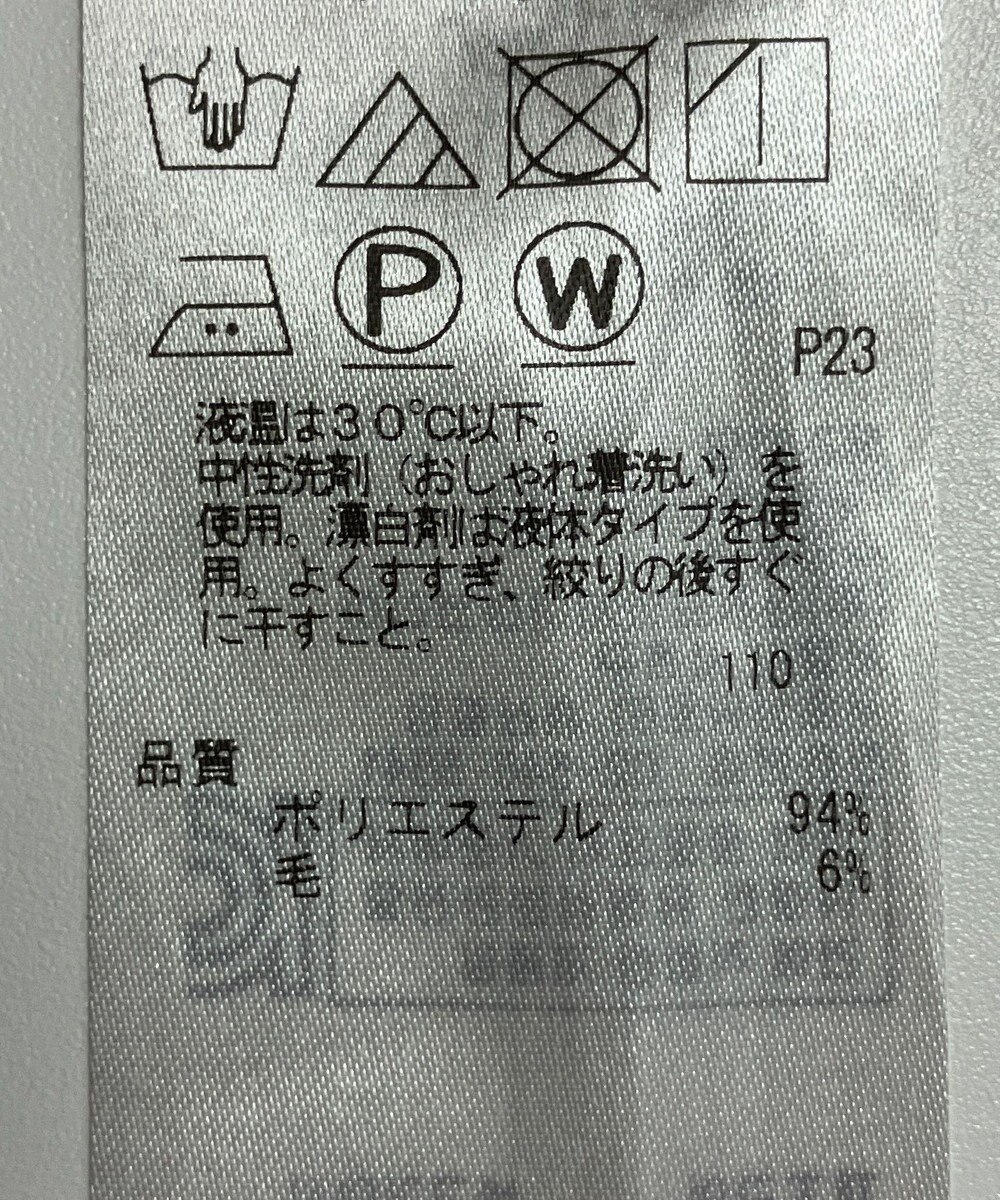 P
W
P23
液温は30℃以下。
中性洗剤(おしゃれ着洗い)を
使用。漂白剤は液体タイプを使
用。よくすすぎ、絞りの後すぐ
に干すこと。
110
品質
ポリエステル 94%
毛 6%